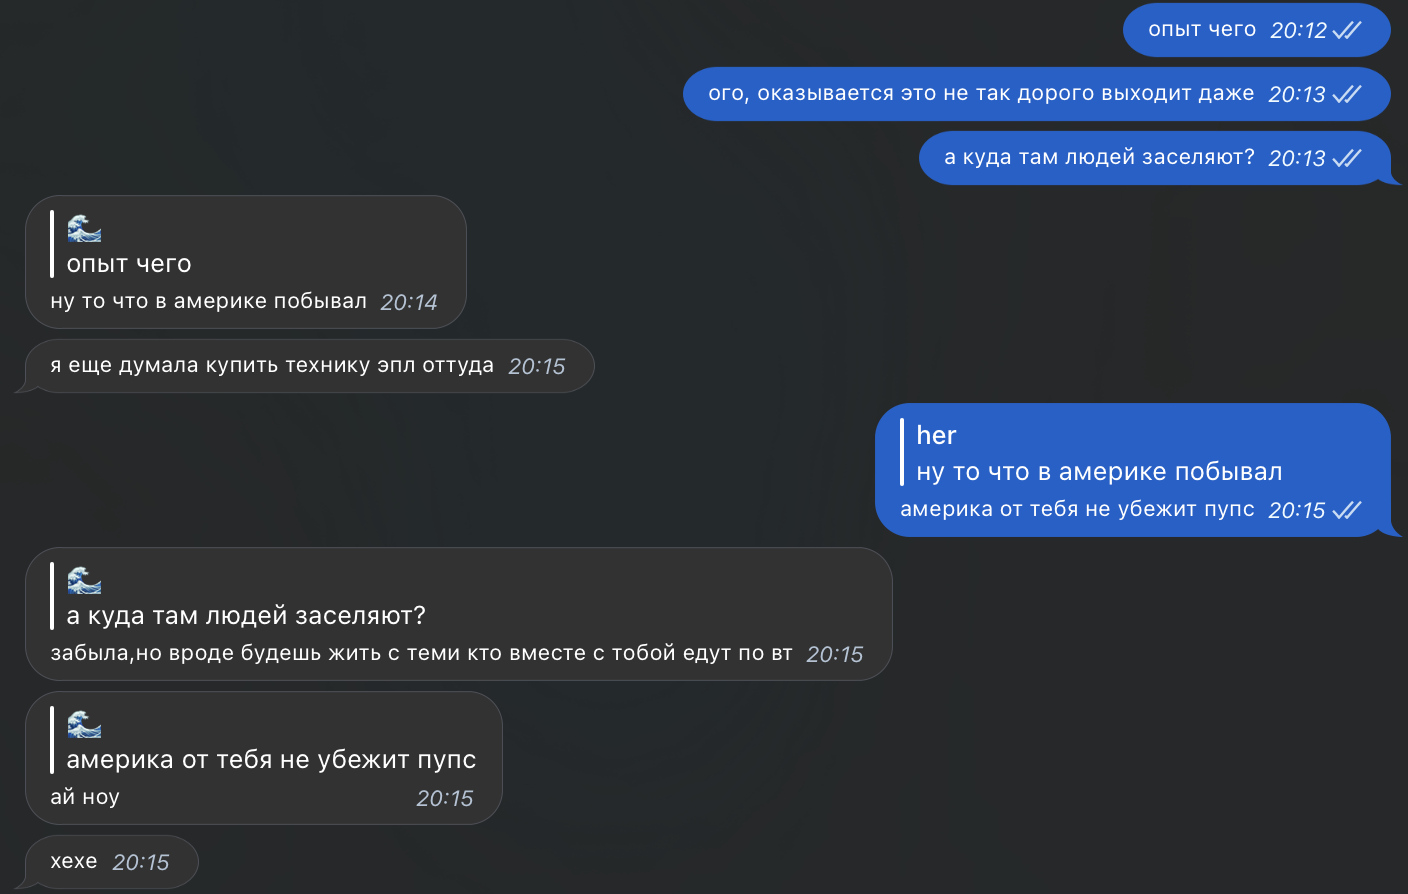 опыт чего 20:12
ого, оказывается это не так дорого выходит даже 20:13
а куда там людей заселяют? 20:13
🌊
опыт чего
ну то что в америке побывал 20:14
я еще думала купить технику эпл оттуда 20:15
her
ну то что в америке побывал
америка от тебя не убежит пупс 20:15
🌊
а куда там людей заселяют?
забыла,но вроде будешь жить с теми кто вместе с тобой едут по вт 20:15
🌊
америка от тебя не убежит пупс
ай ноу 20:15
хехе 20:15